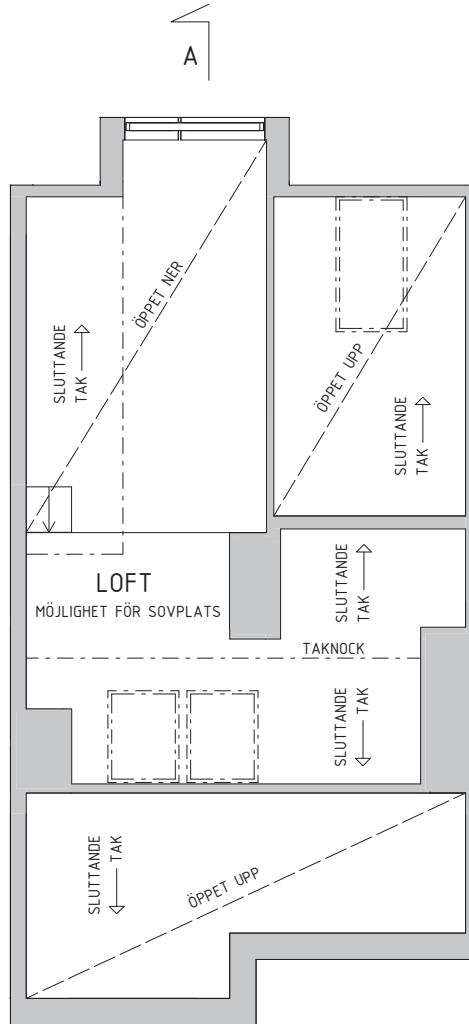 A
ÖPPET NER
SLUTTANDE
TAK
ÖPPET UPP
SLUTTANDE
TAK
LOFT
MÖJLIGHET FÖR SOVPLATS
SLUTTANDE
TAK
TAKNOCK
SLUTTANDE
TAK
SLUTTANDE
TAK
ÖPPET UPP